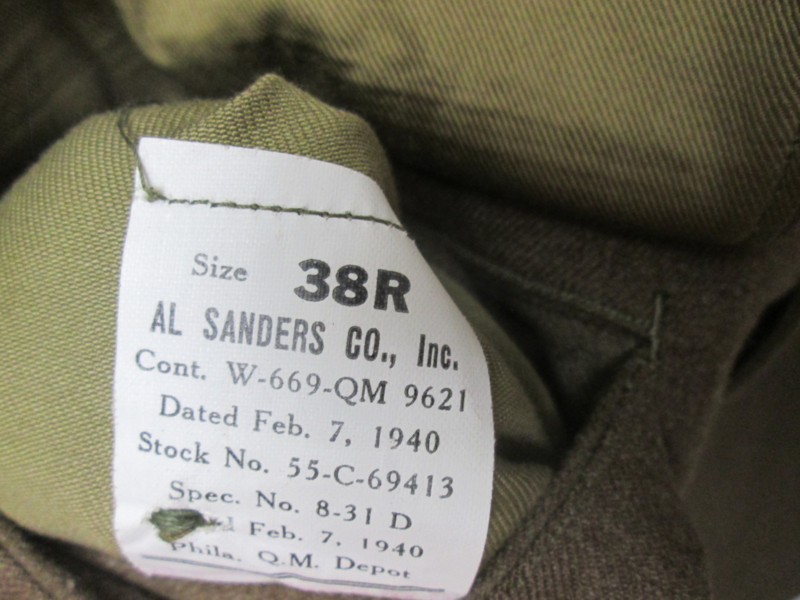 Size 38R
AL SANDERS CO., Inc.
Cont. W-669-QM 9621
Dated Feb. 7, 1940
Stock No. 55-C-69413
Spec. No. 8-31 D
Feb. 7, 1940
Phila. Q.M. Depot